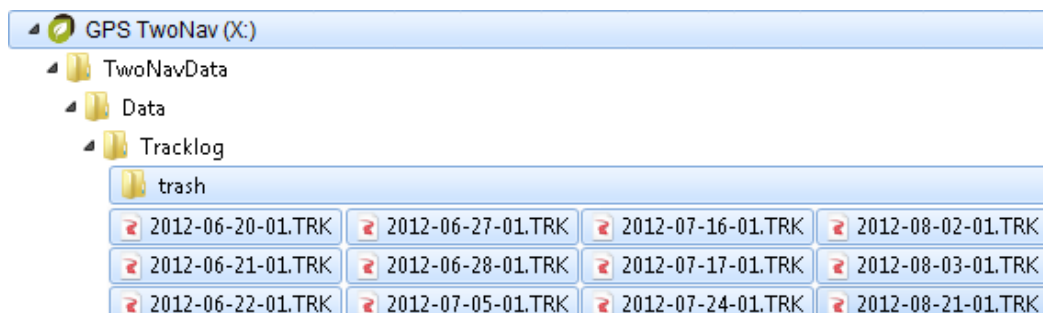 GPS TwoNav (X:)
TwoNavData
Data
Tracklog
trash
2012-06-20-01.TRK 2012-06-27-01.TRK 2012-07-16-01.TRK 2012-08-02-01.TRK
2012-06-21-01.TRK 2012-06-28-01.TRK 2012-07-17-01.TRK 2012-08-03-01.TRK
2012-06-22-01.TRK 2012-07-05-01.TRK 2012-07-24-01.TRK 2012-08-21-01.TRK